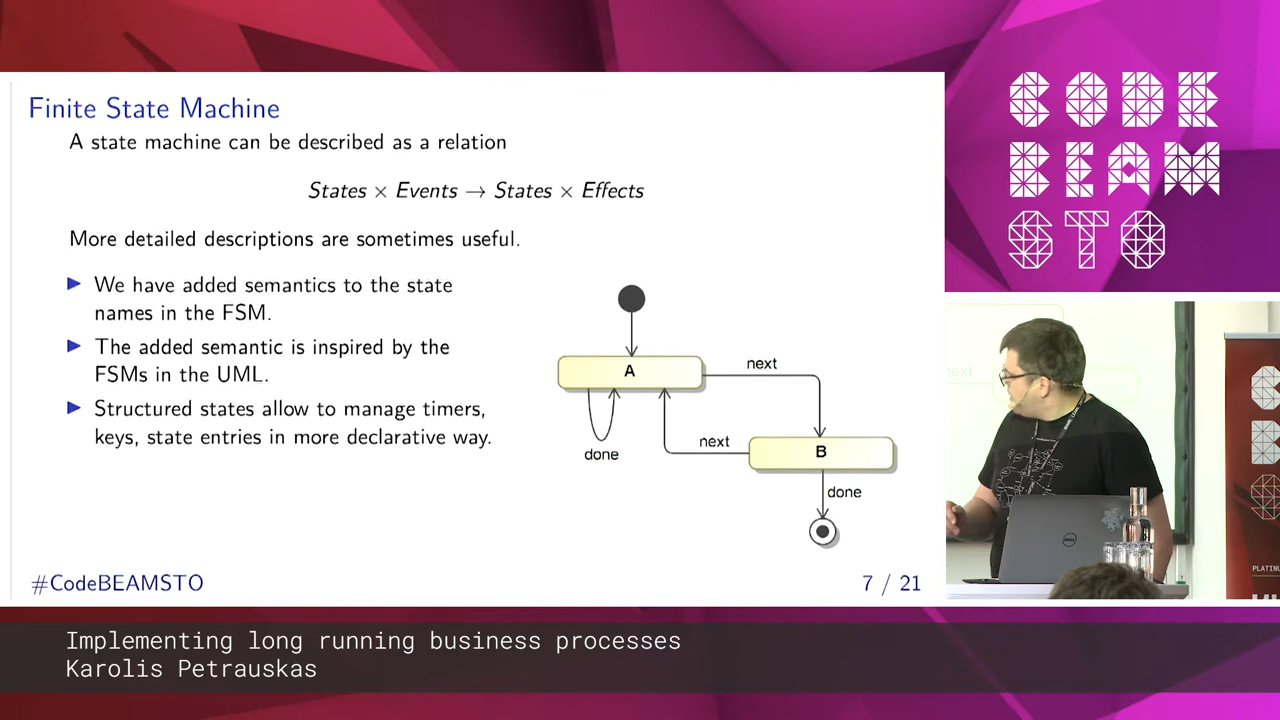 Finite State Machine
A state machine can be described as a relation
States × Events → States × Effects
More detailed descriptions are sometimes useful.
We have added semantics to the state
names in the FSM.
The added semantic is inspired by the
FSMs in the UML.
Structured states allow to manage timers,
keys, state entries in more declarative way.
A
next
done
next
B
done
#CodeBEAMSTO
7 / 21
CODE
BEAM
STO
next
DELL
PLATINU
Implementing long running business processes
Karolis Petrauskas